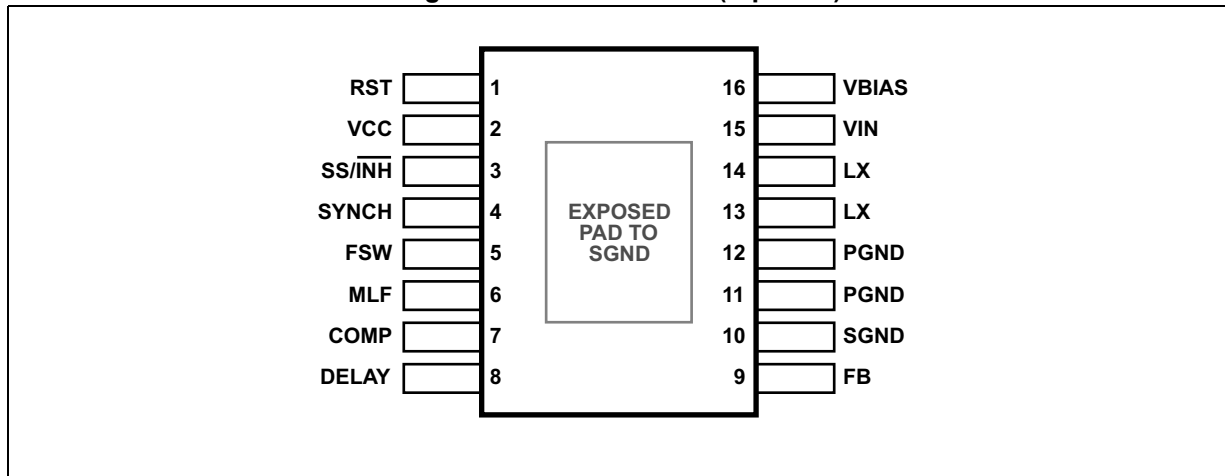 RST 1 16 VBIAS
VCC 2 15 VIN
SS/INH 3 14 LX
SYNCH 4 13 LX
EXPOSED
PAD TO
SGND
FSW 5 12 PGND
MLF 6 11 PGND
COMP 7 10 SGND
DELAY 8 9 FB